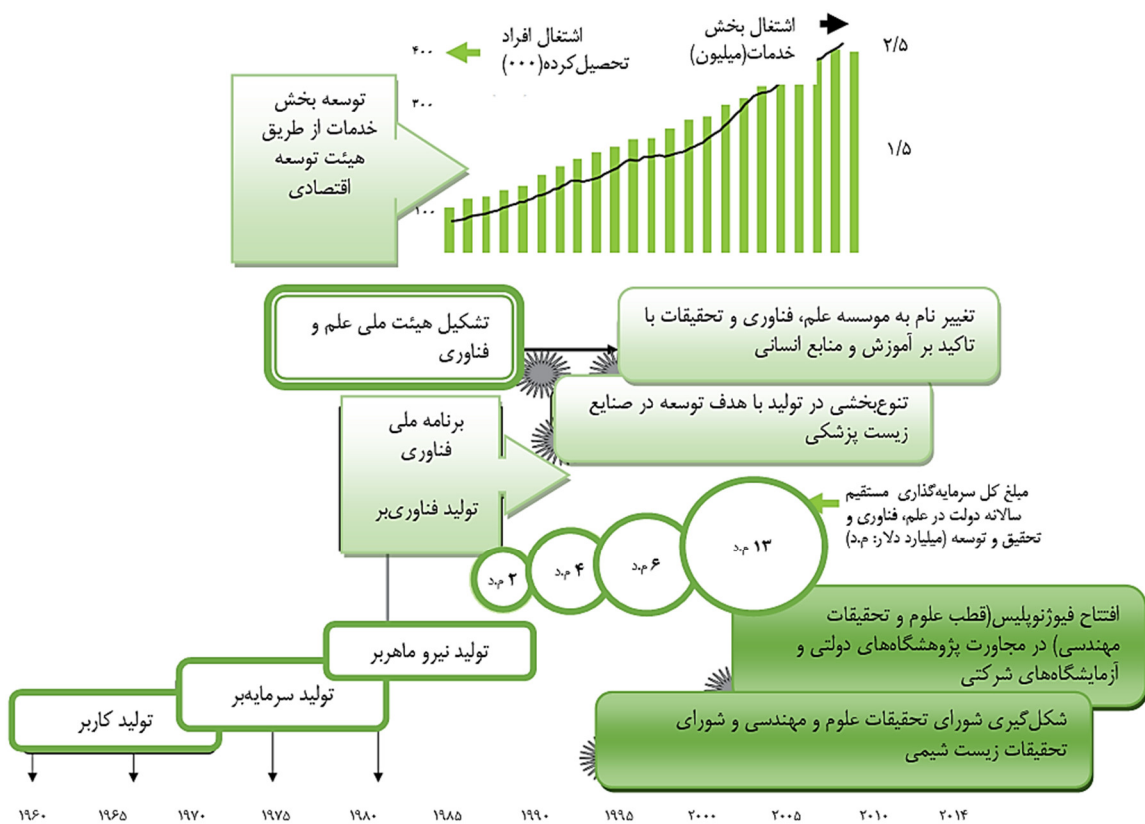 اشتغال بخش
خدمات(میلیون)
۲/۵
۱/۵
اشتغال افراد
تحصیل‌کرده(۰۰۰)
۴۰۰
۳۰۰
۱۰۰
توسعه بخش
خدمات از طریق
هیئت توسعه
اقتصادی
تشکیل هیئت ملی علم و
فناوری
تغییر نام به موسسه علم، فناوری و تحقیقات با
تاکید بر آموزش و منابع انسانی
تنوع‌بخشی در تولید با هدف توسعه در صنایع
زیست پزشکی
برنامه ملی
فناوری
تولید فناوری‌بر
مبلغ کل سرمایه‌گذاری مستقیم
سالانه دولت در علم، فناوری و
تحقیق و توسعه (میلیارد دلار: م.د)
۲ م.د
۴ م.د
۶ م.د
۱۳ م.د
افتتاح فیوژنوپلیس(قطب علوم و تحقیقات
مهندسی) در مجاورت پژوهشگاه‌های دولتی و
آزمایشگاه‌های شرکتی
شکل‌گیری شورای تحقیقات علوم و مهندسی و شورای
تحقیقات زیست شیمی
تولید نیرو ماهربر
تولید سرمایه‌بر
تولید کاربر
۱۹۶۰ ۱۹۶۵ ۱۹۷۰ ۱۹۷۵ ۱۹۸۰ ۱۹۸۵ ۱۹۹۰ ۱۹۹۵ ۲۰۰۰ ۲۰۰۵ ۲۰۱۰ ۲۰۱۴